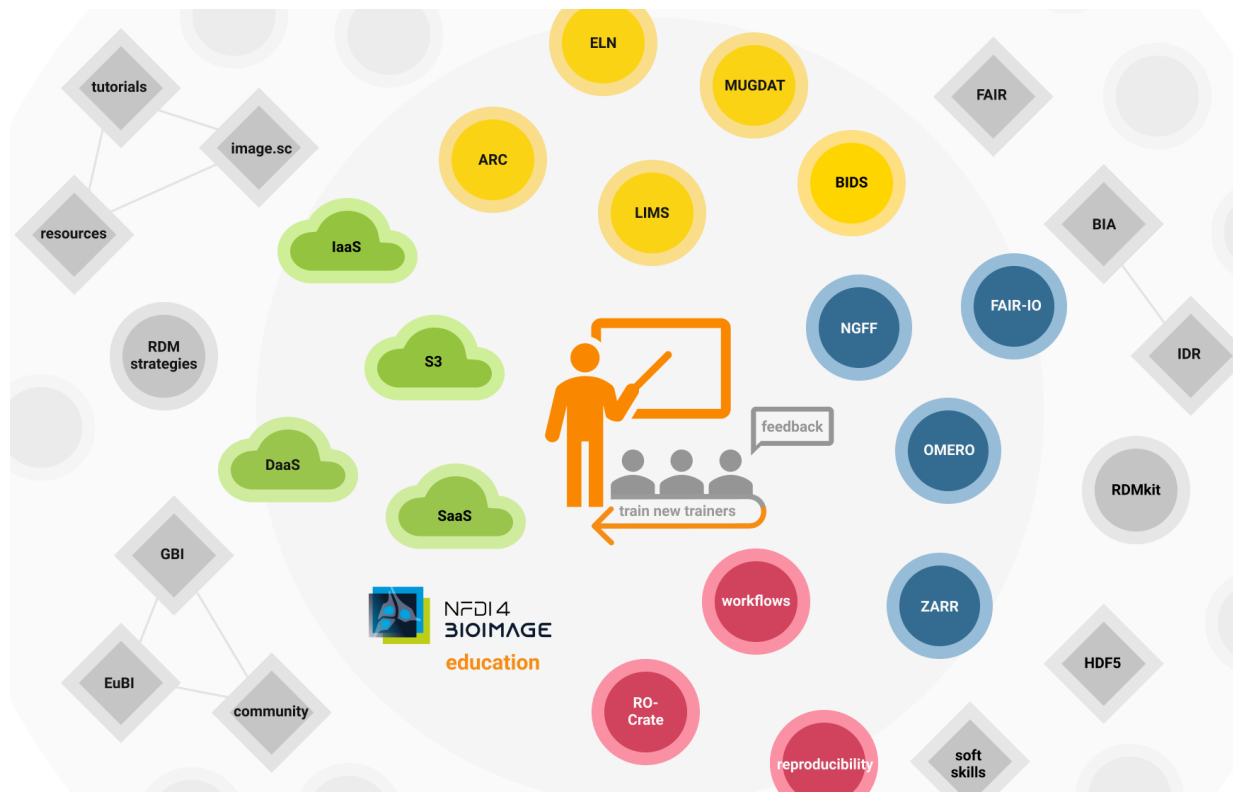 ELN
MUGDAT
tutorials
FAIR
image.sc
ARC
BIDS
LIMS
BIA
resources
IaaS
FAIR-IO
NGFF
RDM
strategies
S3
IDR
feedback
OMERO
DaaS
RDMkit
SaaS
train new trainers
GBI
workflows
ZARR
NFDI4
BIOIMAGE
education
HDF5
EuBI
community
RO-
Crate
reproducibility
soft
skills